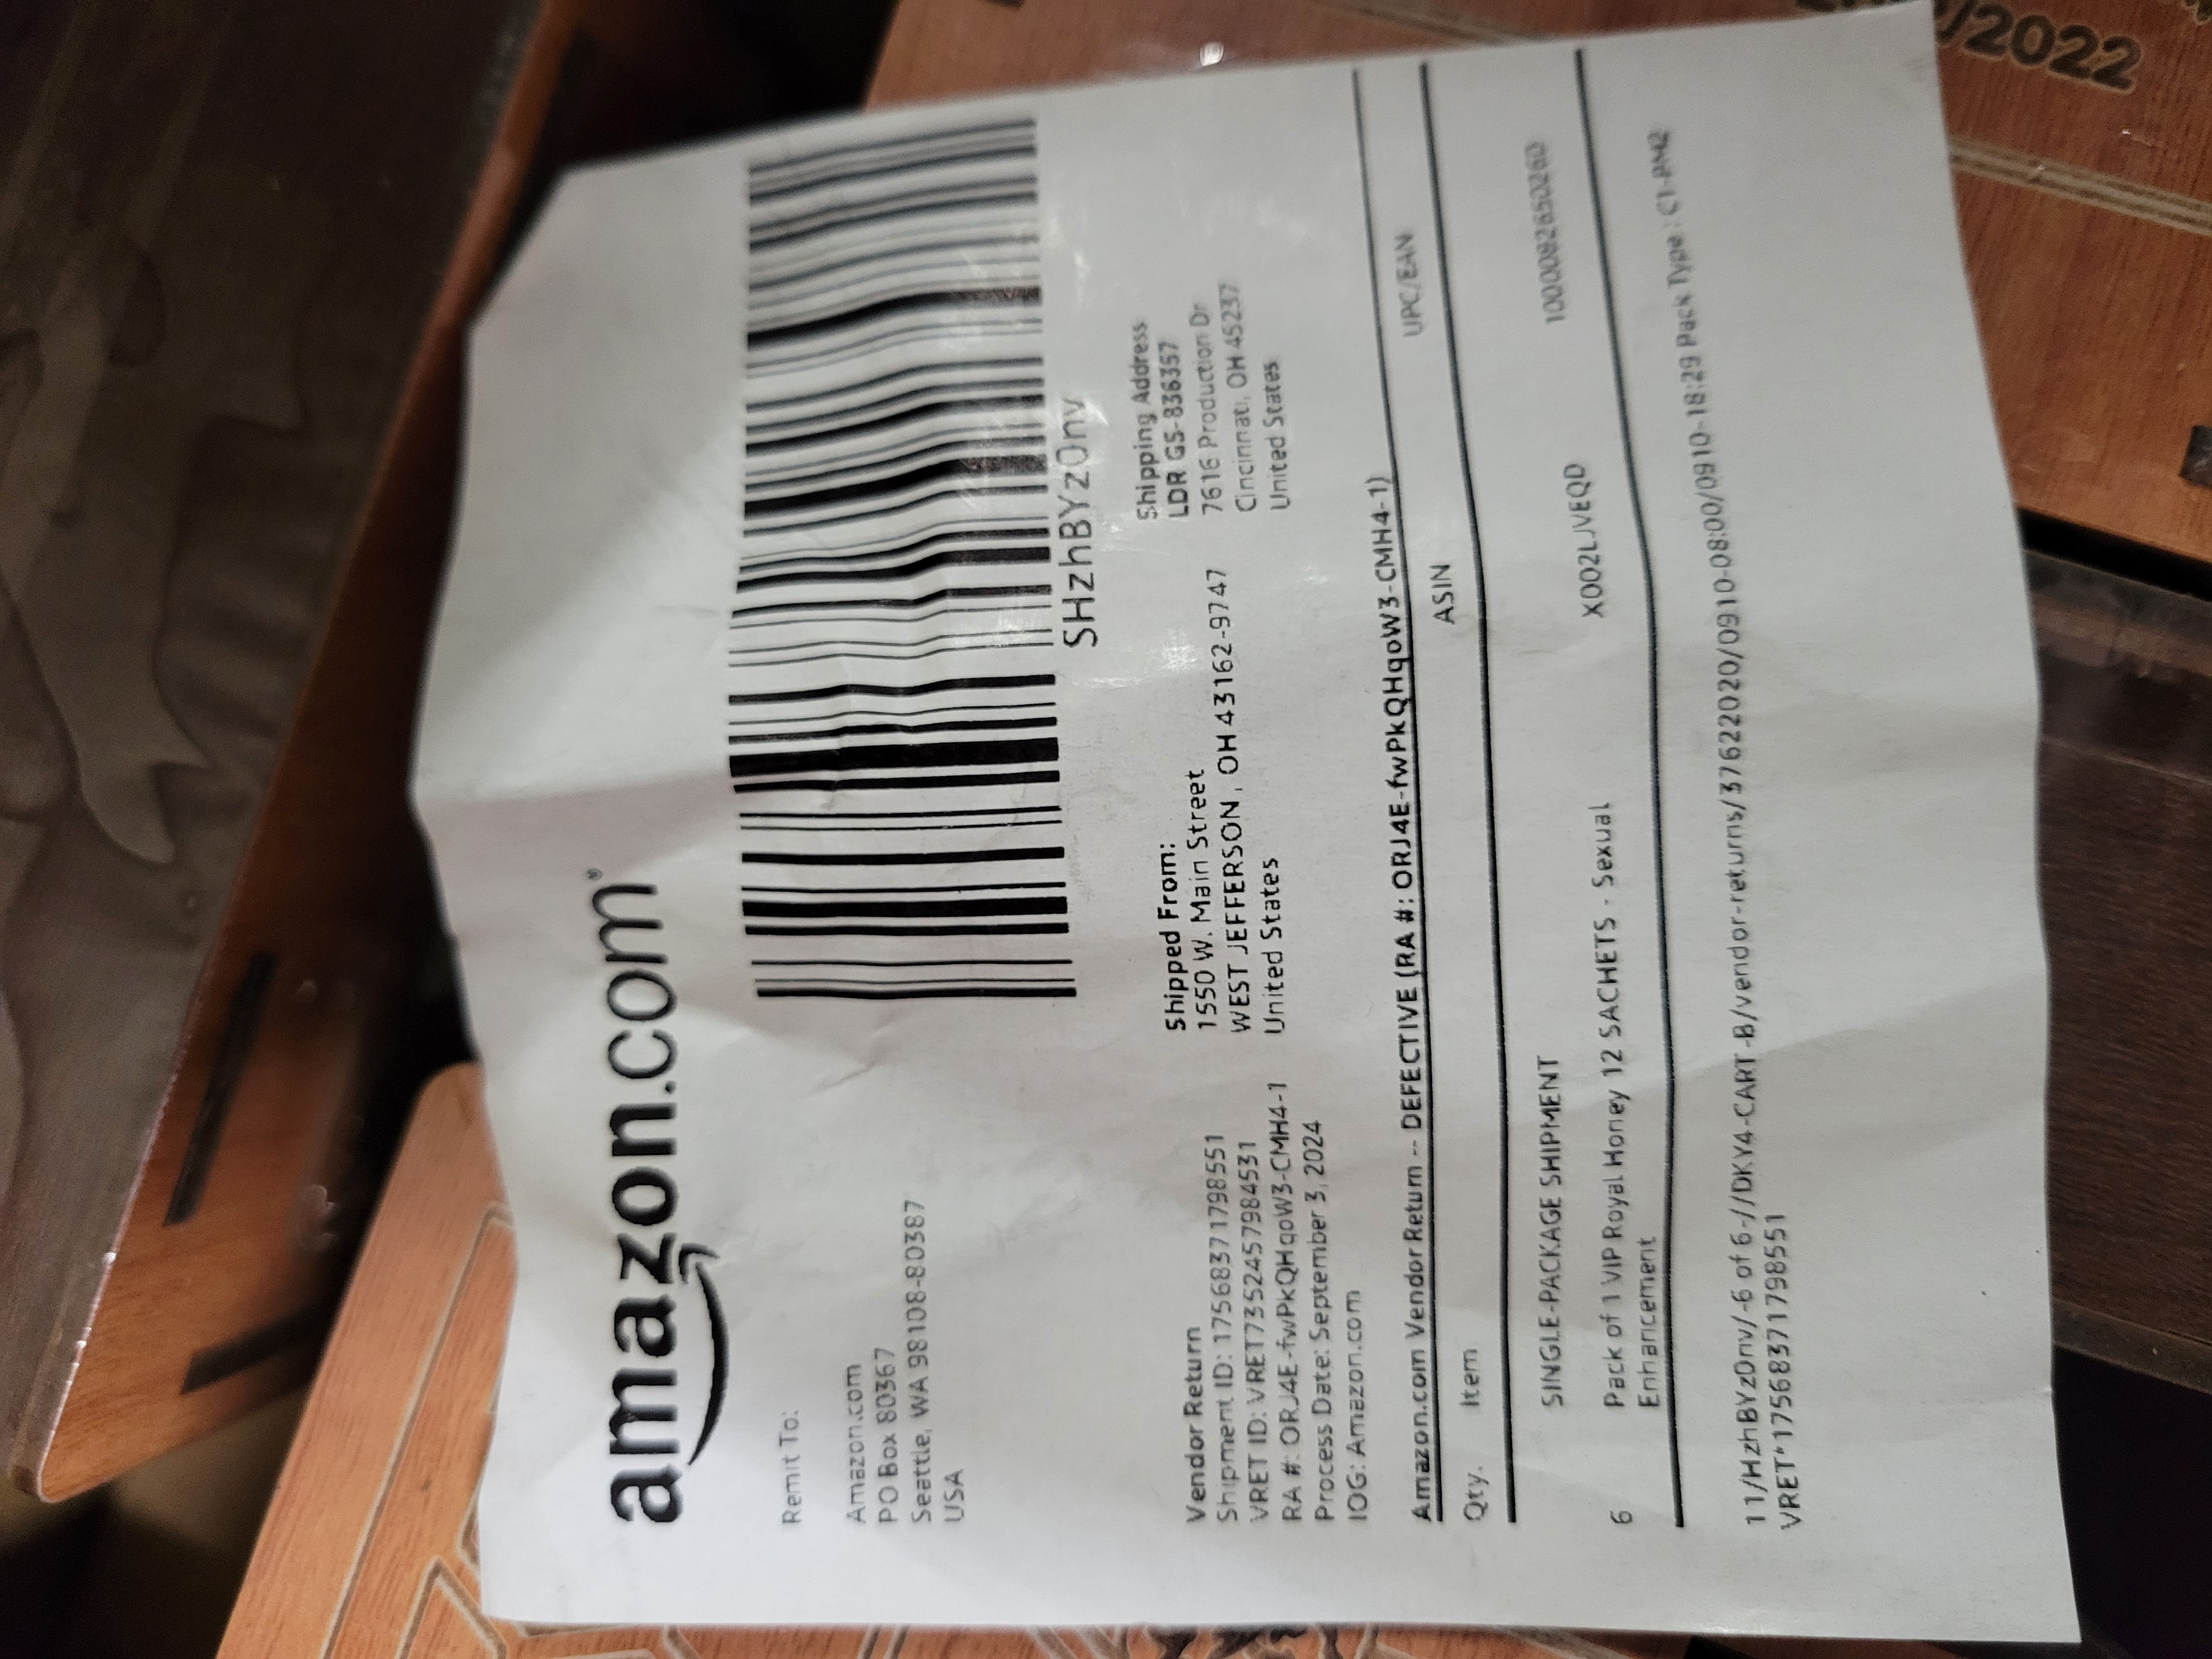 amazon.com®
SHzhBYzOnv
Remit To:
Amazon.com
PO Box 80367
Seattle, WA 98108-80387
USA
Vendor Return
Shipment ID: 17568371798551
VRET ID: VRET7352457984531
RA #: ORJ4E-fwPkQHqoW3-CMH4-1
Process Date: September 3, 2024
IOG: Amazon.com
Shipped From:
1550 W. Main Street
WEST JEFFERSON, OH 43162-9747
United States
Shipping Address
LDR GS-836357
7616 Production Dr
Cincinnati, OH 45237
United States
Amazon.com Vendor Return -- DEFECTIVE (RA #: ORJ4E-fwPkQHqoW3-CMH4-1)
Qty. Item ASIN UPC/EAN
SINGLE-PACKAGE SHIPMENT
6 Pack of 1 VIP Royal Honey 12 SACHETS - Sexual X002LJVEQD 1000082650260
Enhancement
11/HzhBYzOnv/-6 of 6-//DKY4-CART-B/vendor-returns/37622020/0910-08:00/0910-18:29 Pack Type : C1-PM2
VRET*17568371798551
/2022